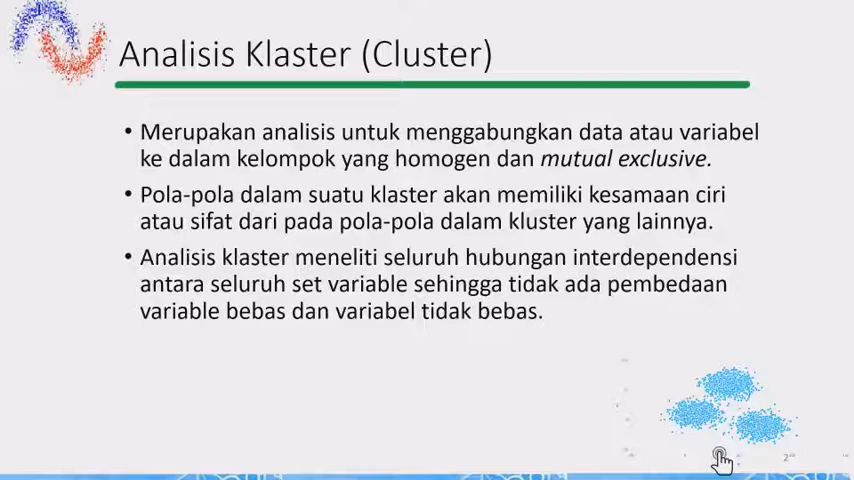 Analisis Klaster (Cluster)
• Merupakan analisis untuk menggabungkan data atau variabel
ke dalam kelompok yang homogen dan mutual exclusive.
• Pola-pola dalam suatu klaster akan memiliki kesamaan ciri
atau sifat dari pada pola-pola dalam kluster yang lainnya.
• Analisis klaster meneliti seluruh hubungan interdependensi
antara seluruh set variable sehingga tidak ada pembedaan
variable bebas dan variabel tidak bebas.
2